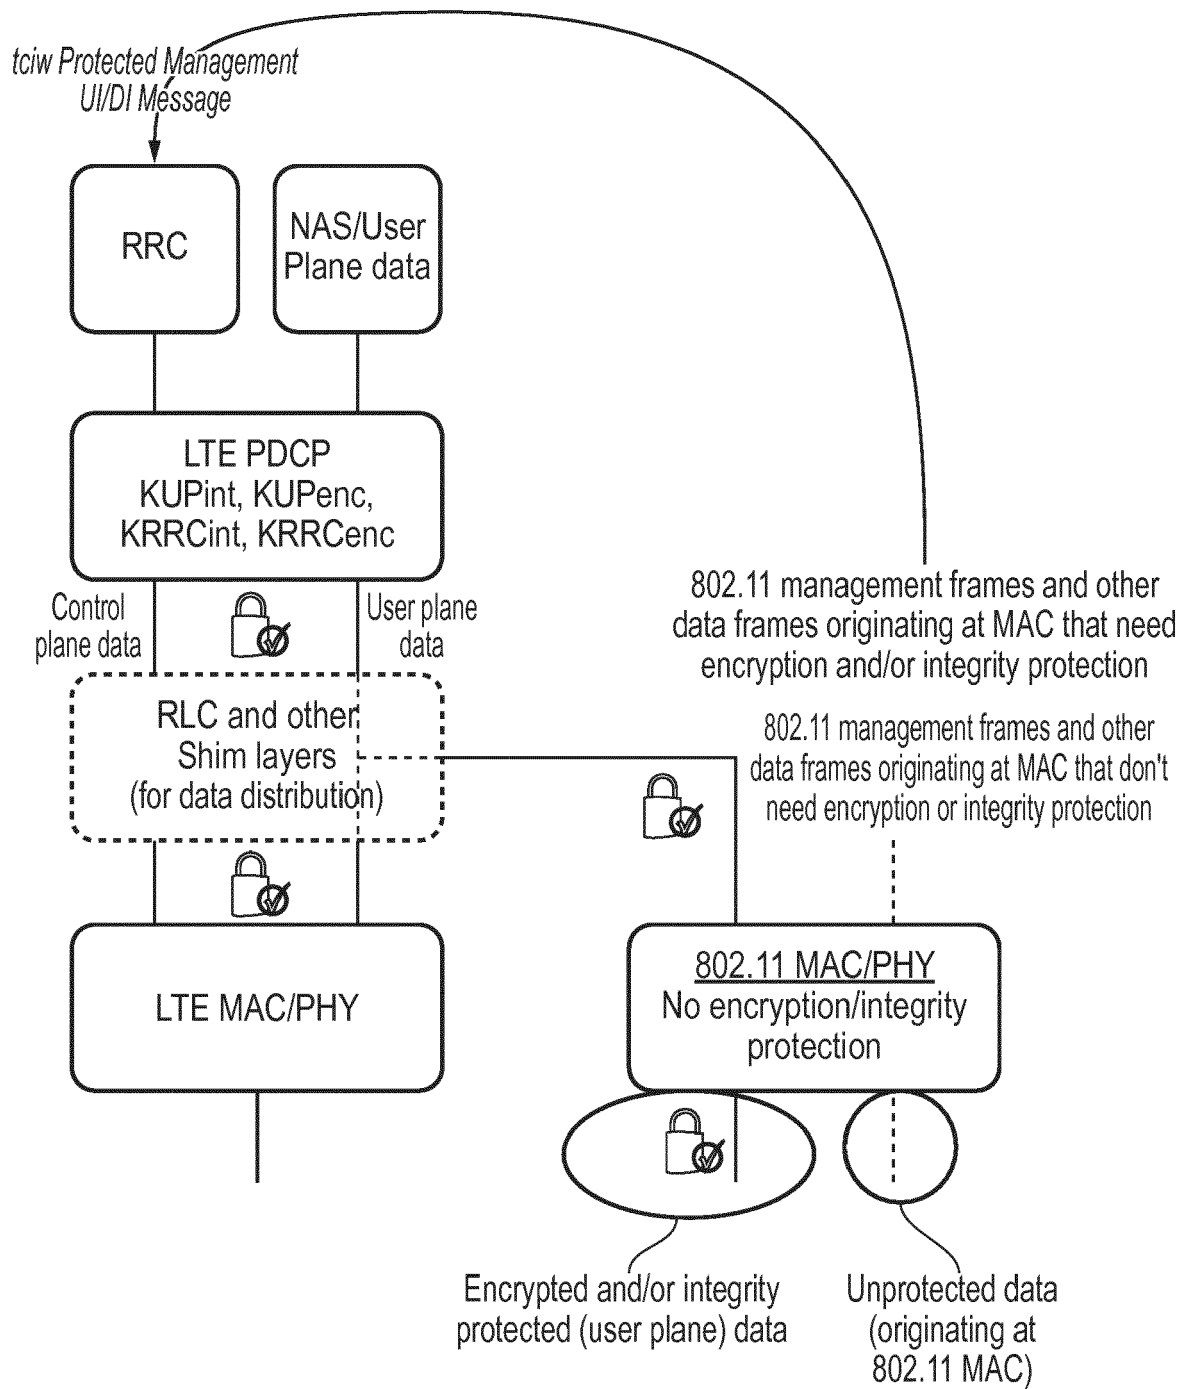 tciw Protected Management
UI/DI Message
RRC
NAS/User
Plane data
LTE PDCP
KUPint, KUPenc,
KRRCint, KRRCenc
Control
plane data
User plane
data
802.11 management frames and other
data frames originating at MAC that need
encryption and/or integrity protection
RLC and other
Shim layers
(for data distribution)
802.11 management frames and other
data frames originating at MAC that don't
need encryption or integrity protection
LTE MAC/PHY
802.11 MAC/PHY
No encryption/integrity
protection
Encrypted and/or integrity
protected (user plane) data
Unprotected data
(originating at
802.11 MAC)